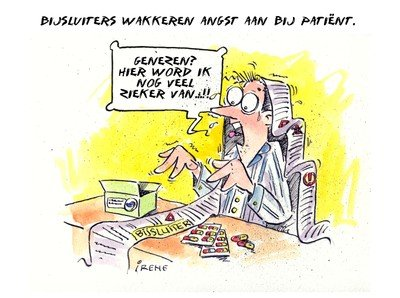 BIJSLUITERS WAKKEREN ANGST AAN BIJ PATIËNT.
GENEZEN?
HIER WORD IK
NOG VEEL
ZIEKER VAN..!!
BIJSLUITER
IRENE